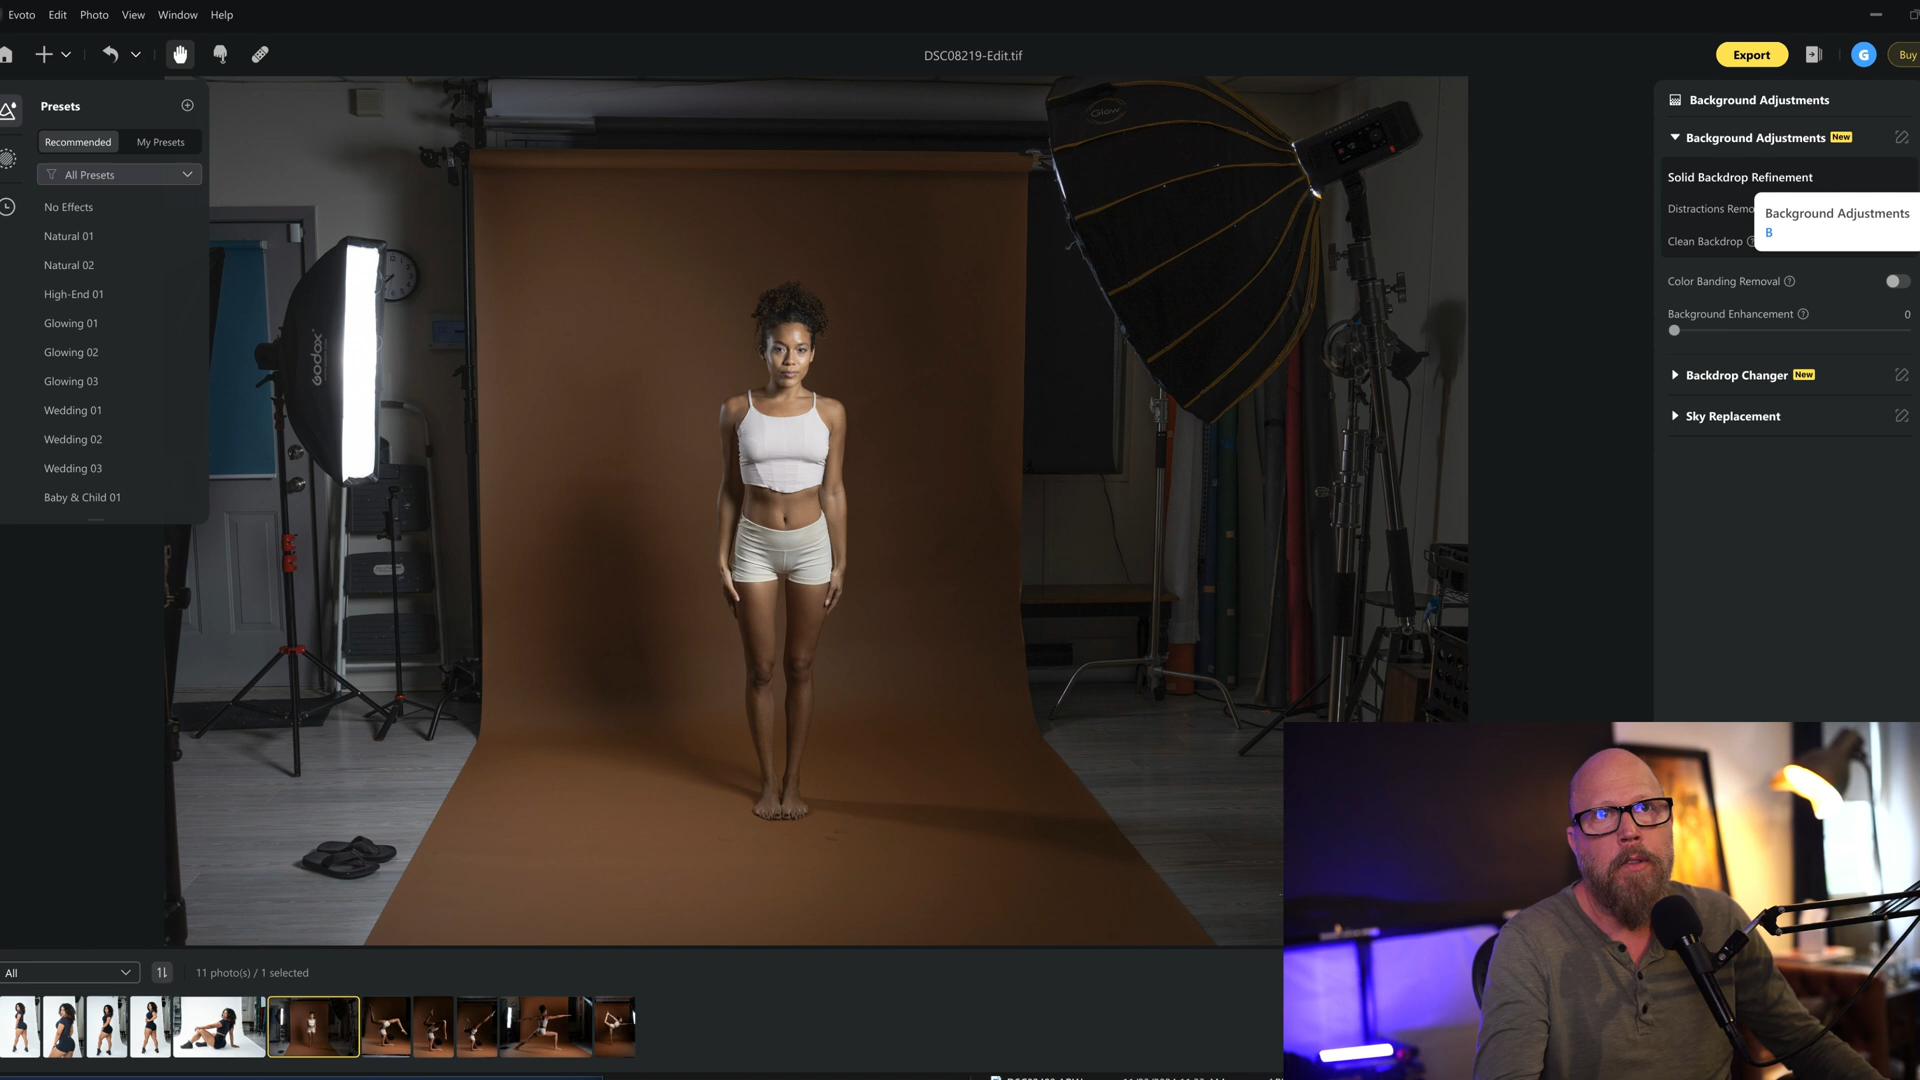 Evoto Edit Photo View Window Help
DSC08219-Edit.tif
Export
G
Buy
Presets
Recommended My Presets
All Presets
No Effects
Natural 01
Natural 02
High-End 01
Glowing 01
Glowing 02
Glowing 03
Wedding 01
Wedding 02
Wedding 03
Baby & Child 01
Glow
Godox
Background Adjustments
Background Adjustments New
Solid Backdrop Refinement
Distractions Remo
Background Adjustments
B
Clean Backdrop
Color Banding Removal
Background Enhancement 0
Backdrop Changer New
Sky Replacement
All
11 photo(s) / 1 selected